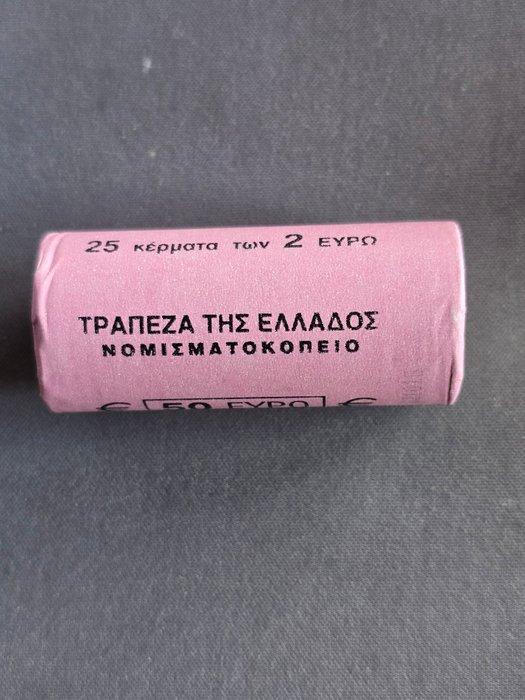 25 κέρματα των 2 ΕΥΡΩ
ΤΡΑΠΕΖΑ ΤΗΣ ΕΛΛΑΔΟΣ
ΝΟΜΙΣΜΑΤΟΚΟΠΕΙΟ
€ 50 ΕΥΡΩ €